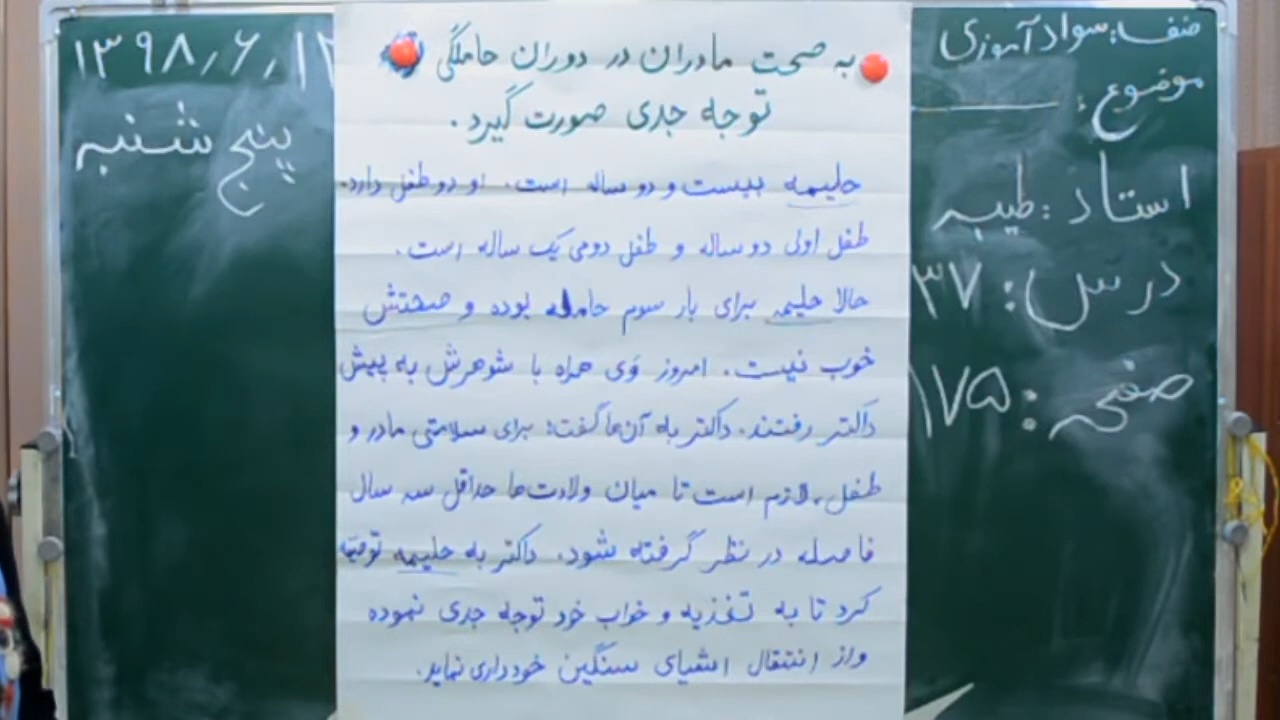 صنف: سواد آموزی
موضوع:
استاد: طیبه
درس: ۳۷
صفحه: ۱۷۵
به صحت مادران در دوران حاملگی
توجه جدی صورت گیرد.
حلیمه بیست و دو ساله است. او دو طفل دارد.
طفل اولی دو ساله و طفل دومی یک ساله است.
حالا حلیمه برای بار سوم حامله بوده و صحتش
خوب نیست. امروز وی همراه با شوهرش به پیش
داکتر رفتند. داکتر به آن‌ها گفت: برای سلامتی مادر و
طفل، لازم است تا میان ولادت‌ها حداقل سه سال
فاصله در نظر گرفته شود. داکتر به حلیمه توصیه
کرد تا به تغذیه و خواب خود توجه جدی نموده
و از انتقال اشیای سنگین خودداری نماید.
۱۳۹۸٫۶٫۱
پنج شنبه